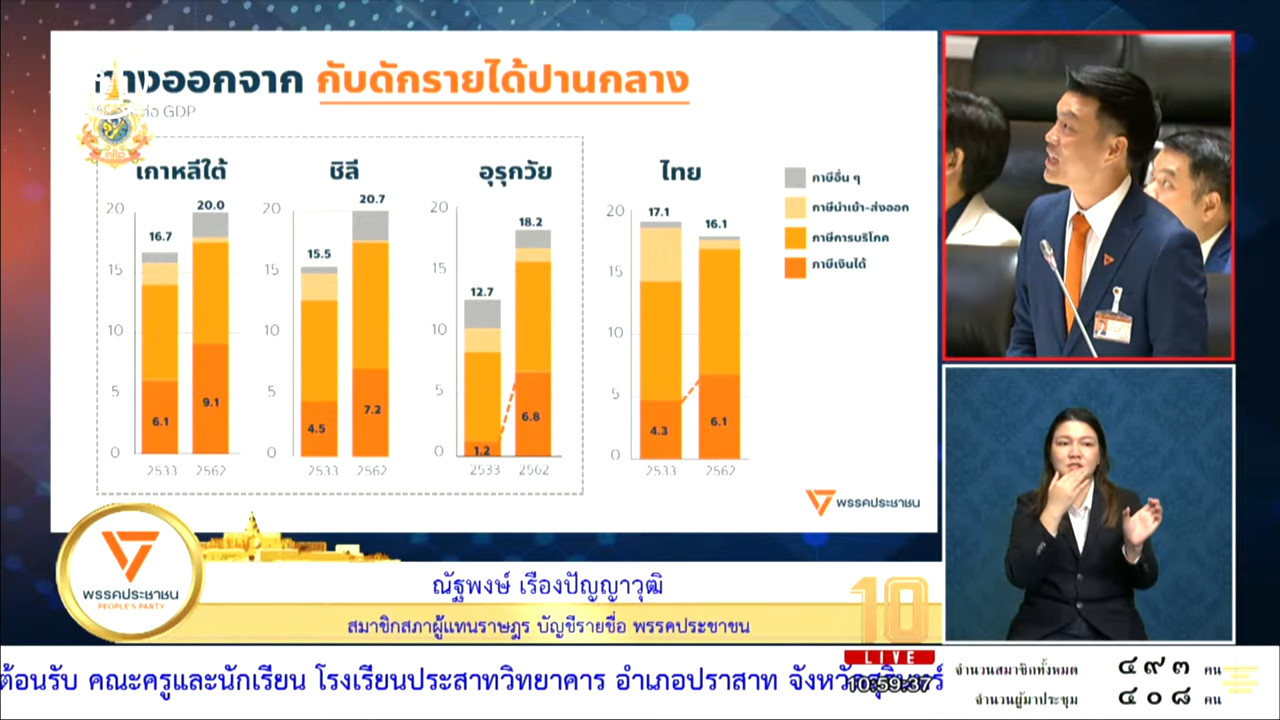 ทางออกจาก กับดักรายได้ปานกลาง
ต่อ GDP
เกาหลีใต้
ชิลี
อุรุกวัย
ไทย
20
15
10
5
0
16.7
20.0
6.1
9.1
2533
2562
20
15
10
5
0
15.5
20.7
4.5
7.2
2533
2562
20
15
10
5
0
12.7
18.2
1.2
6.8
2533
2562
20
15
10
5
0
17.1
16.1
4.3
6.1
2533
2562
ภาษีอื่น ๆ
ภาษีนำเข้า-ส่งออก
ภาษีการบริโภค
ภาษีเงินได้
พรรคประชาชน
พรรคประชาชน
PEOPLE'S PARTY
ณัฐพงษ์ เรืองปัญญาวุฒิ
สมาชิกสภาผู้แทนราษฎร บัญชีรายชื่อ พรรคประชาชน
10
LIVE
10:59:37
ต้อนรับ คณะครูและนักเรียน โรงเรียนประสาทวิทยาคาร อำเภอปราสาท จังหวัดสุรินทร์
จำนวนสมาชิกทั้งหมด ๔๙๓ คน
จำนวนผู้มาประชุม ๔๐๘ คน